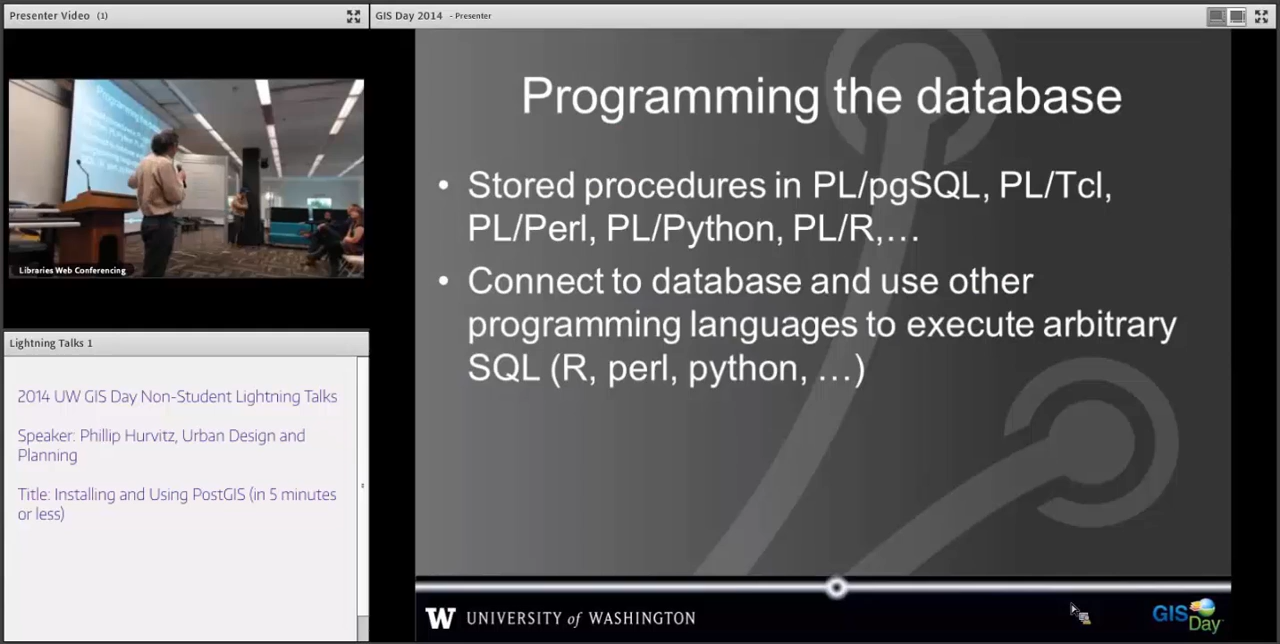 Presenter Video (1)
GIS Day 2014 - Presenter
Programming the database
• Stored procedures in PL/pgSQL, PL/Tcl,
PL/Perl, PL/Python, PL/R,…
• Connect to database and use other
programming languages to execute arbitrary
SQL (R, perl, python, …)
Libraries Web Conferencing
Lightning Talks 1
2014 UW GIS Day Non-Student Lightning Talks
Speaker: Phillip Hurvitz, Urban Design and
Planning
Title: Installing and Using PostGIS (in 5 minutes
or less)
W UNIVERSITY of WASHINGTON
GIS
Day